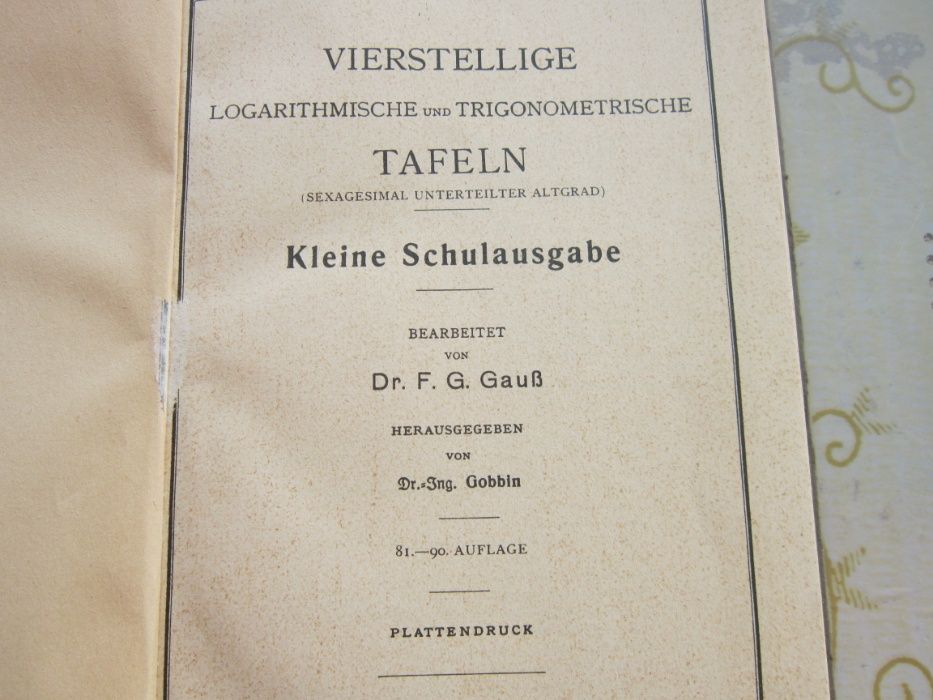 VIERSTELLIGE
LOGARITHMISCHE UND TRIGONOMETRISCHE
TAFELN
(SEXAGESIMAL UNTERTEILTER ALTGRAD)
Kleine Schulausgabe
BEARBEITET
VON
Dr. F. G. Gauß
HERAUSGEGEBEN
VON
Dr.=Ing. Gobbin
81.—90. AUFLAGE
PLATTENDRUCK